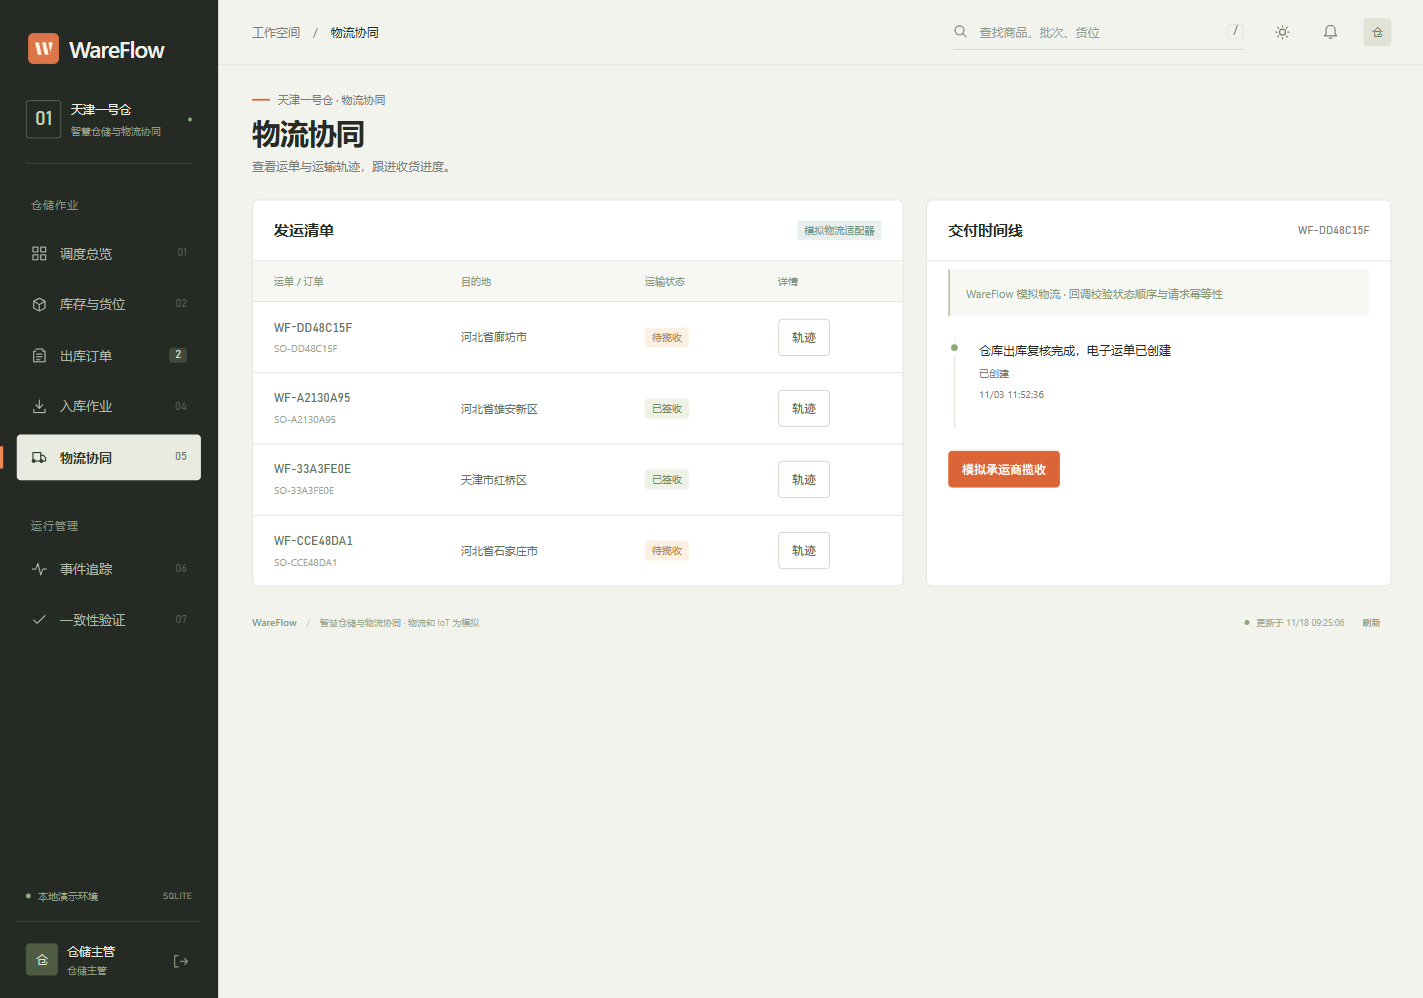 WareFlow
01
天津一号仓
智慧仓储与物流协同
仓储作业
调度总览 01
库存与货位 02
出库订单 2
入库作业 04
物流协同 05
运行管理
事件追踪 06
一致性验证 07
本地演示环境 SQLITE
仓 仓储主管
仓储主管
工作空间 / 物流协同
查找商品、批次、货位 /
仓
天津一号仓 · 物流协同
物流协同
查看运单与运输轨迹，跟进收货进度。
发运清单 模拟物流适配器
运单 / 订单 目的地 运输状态 详情
WF-DD48C15F
SO-DD48C15F
河北省廊坊市 待揽收 轨迹
WF-A2130A95
SO-A2130A95
河北省雄安新区 已签收 轨迹
WF-33A3FE0E
SO-33A3FE0E
天津市红桥区 已签收 轨迹
WF-CCE48DA1
SO-CCE48DA1
河北省石家庄市 待揽收 轨迹
交付时间线 WF-DD48C15F
WareFlow 模拟物流 · 回调校验状态顺序与请求幂等性
仓库出库复核完成，电子运单已创建
已创建
11/03 11:52:36
模拟承运商揽收
WareFlow / 智慧仓储与物流协同 · 物流和 IoT 为模拟
更新于 11/18 09:25:06 刷新